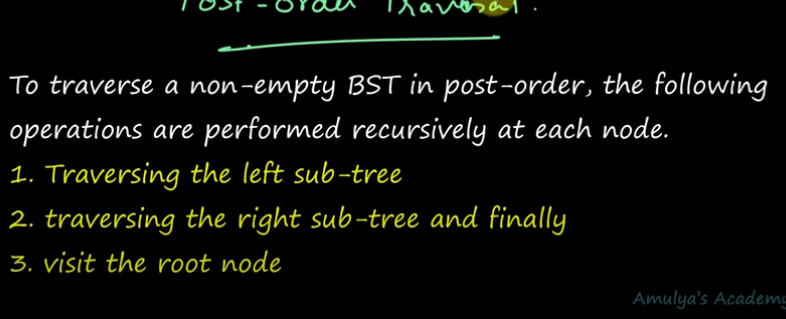 Post - Order Traversal.
To traverse a non-empty BST in post-order, the following
operations are performed recursively at each node.
1. Traversing the left sub-tree
2. traversing the right sub-tree and finally
3. visit the root node
Amulya's Academy